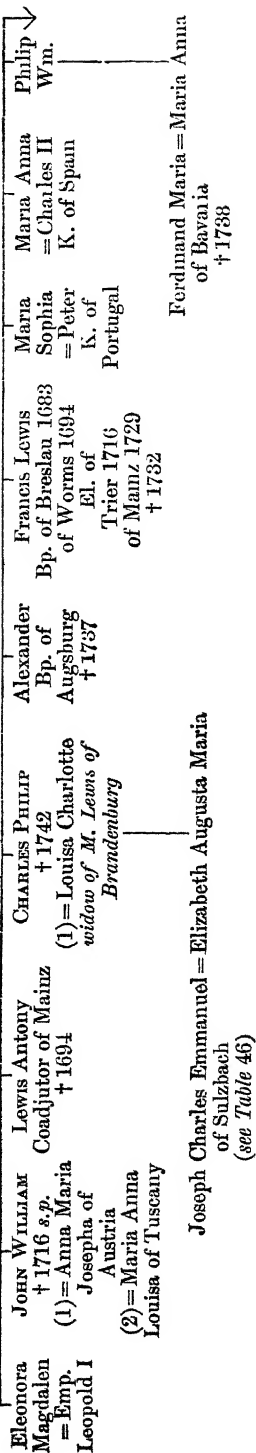 Eleonora
Magdalen
= Emp.
Leopold I
JOHN WILLIAM
† 1716 s.p.
(1) = Anna Maria
Josepha of
Austria
(2) = Maria Anna
Louisa of Tuscany
Lewis Antony
Coadjutor of Mainz
† 1694
CHARLES PHILIP
† 1742
(1) = Louisa Charlotte
widow of M. Lewns of
Brandenburg
Alexander
Bp. of
Augsburg
† 1737
Francis Lewis
Bp. of Breslau 1683
of Worms 1694
El. of
Trier 1716
of Mainz 1729
† 1732
Maria
Sophia
= Peter
K. of
Portugal
Maria Anna
= Charles II
K. of Spain
Philip
Wm.
Joseph Charles Emmanuel = Elizabeth Augusta Maria
of Sulzbach
(see Table 46)
Ferdinand Maria = Maria Anna
of Bavaria
† 1738